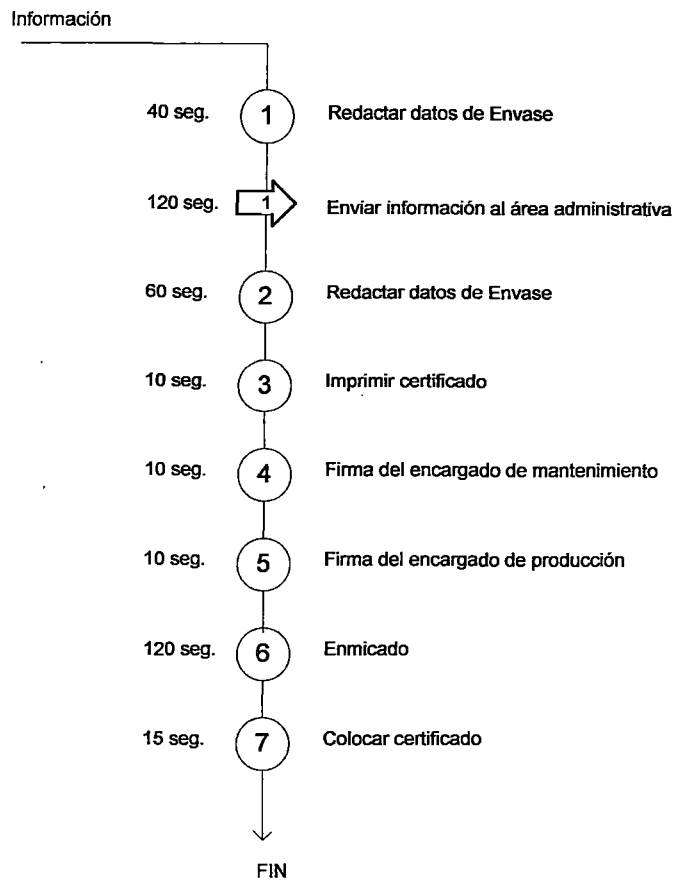 Información
40 seg. 1 Redactar datos de Envase
120 seg. 1 Enviar información al área administrativa
60 seg. 2 Redactar datos de Envase
10 seg. 3 Imprimir certificado
10 seg. 4 Firma del encargado de mantenimiento
10 seg. 5 Firma del encargado de producción
120 seg. 6 Enmicado
15 seg. 7 Colocar certificado
FIN